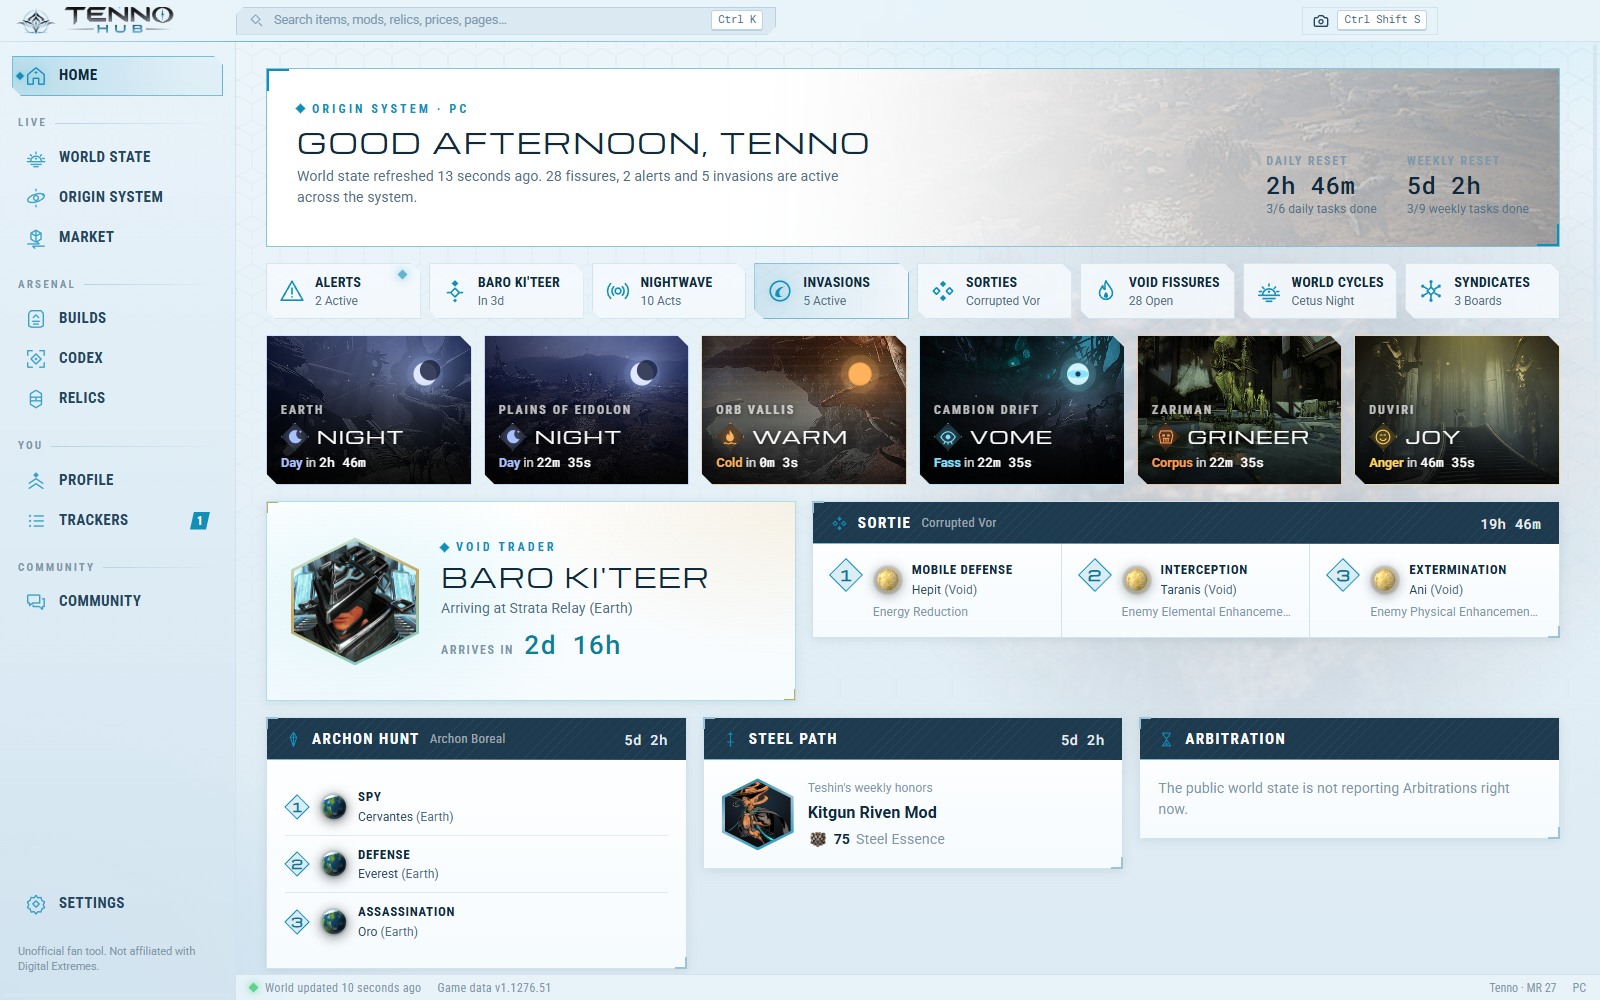 TENNO
HUB
Search items, mods, relics, prices, pages...
Ctrl K
Ctrl Shift S
HOME
LIVE
WORLD STATE
ORIGIN SYSTEM
MARKET
ARSENAL
BUILDS
CODEX
RELICS
YOU
PROFILE
TRACKERS
1
COMMUNITY
COMMUNITY
SETTINGS
Unofficial fan tool. Not affiliated with
Digital Extremes.
ORIGIN SYSTEM · PC
GOOD AFTERNOON, TENNO
World state refreshed 13 seconds ago. 28 fissures, 2 alerts and 5 invasions are active
across the system.
DAILY RESET
2h 46m
3/6 daily tasks done
WEEKLY RESET
5d 2h
3/9 weekly tasks done
ALERTS
2 Active
BARO KI'TEER
In 3d
NIGHTWAVE
10 Acts
INVASIONS
5 Active
SORTIES
Corrupted Vor
VOID FISSURES
28 Open
WORLD CYCLES
Cetus Night
SYNDICATES
3 Boards
EARTH
NIGHT
Day in 2h 46m
PLAINS OF EIDOLON
NIGHT
Day in 22m 35s
ORB VALLIS
WARM
Cold in 0m 3s
CAMBION DRIFT
VOME
Fass in 22m 35s
ZARIMAN
GRINEER
Corpus in 22m 35s
DUVIRI
JOY
Anger in 46m 35s
VOID TRADER
BARO KI'TEER
Arriving at Strata Relay (Earth)
ARRIVES IN 2d 16h
SORTIE Corrupted Vor 19h 46m
1
MOBILE DEFENSE
Hepit (Void)
Energy Reduction
2
INTERCEPTION
Taranis (Void)
Enemy Elemental Enhanceme...
3
EXTERMINATION
Ani (Void)
Enemy Physical Enhancemen...
ARCHON HUNT Archon Boreal 5d 2h
1
SPY
Cervantes (Earth)
2
DEFENSE
Everest (Earth)
3
ASSASSINATION
Oro (Earth)
STEEL PATH 5d 2h
Teshin's weekly honors
Kitgun Riven Mod
75 Steel Essence
ARBITRATION
The public world state is not reporting Arbitrations right
now.
World updated 10 seconds ago Game data v1.1276.51
Tenno · MR 27 PC